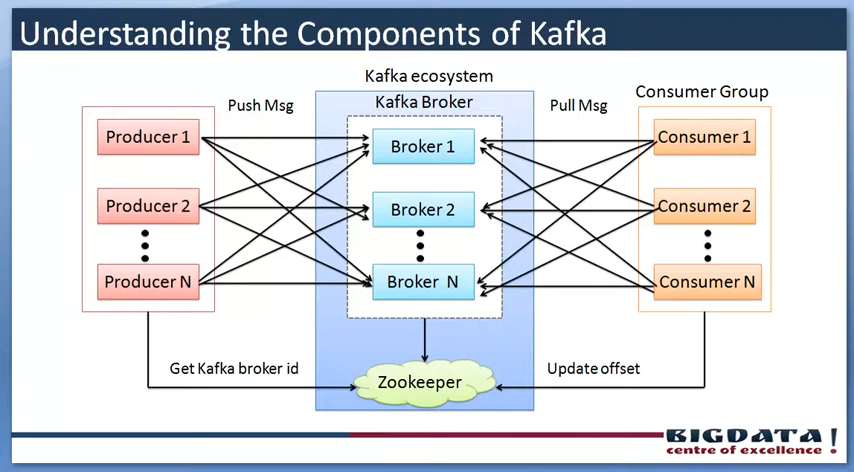 Understanding the Components of Kafka
Kafka ecosystem
Push Msg
Kafka Broker
Pull Msg
Consumer Group
Producer 1
Broker 1
Consumer 1
Producer 2
Broker 2
Consumer 2
Producer N
Broker N
Consumer N
Get Kafka broker id
Zookeeper
Update offset
BIGDATA!
centre of excellence